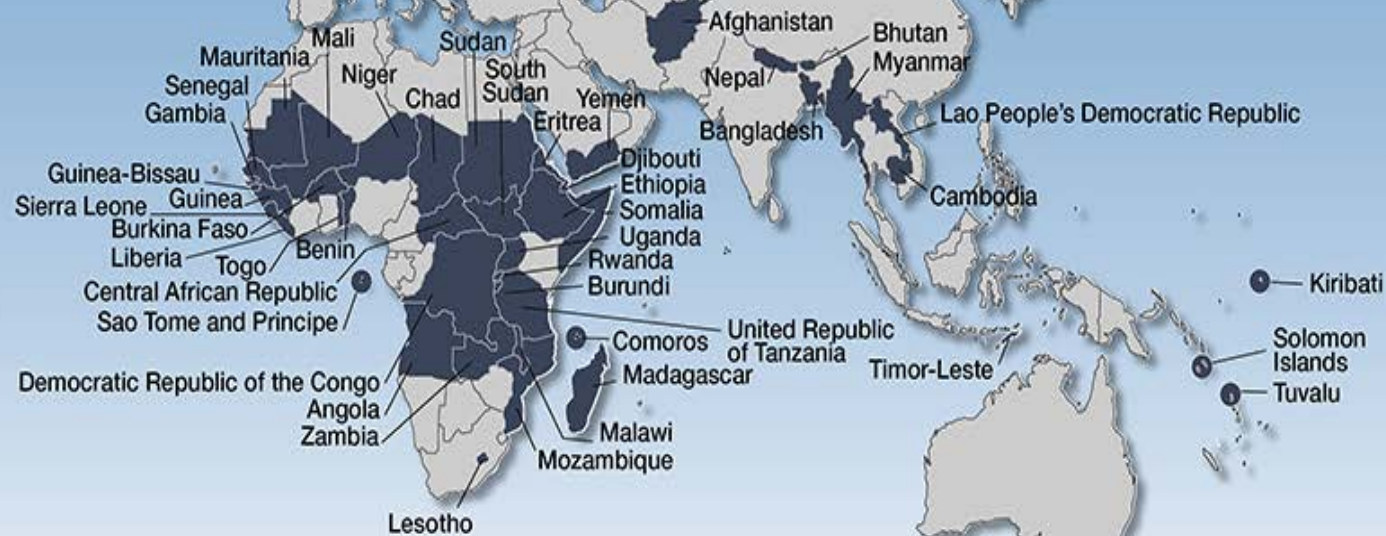 Mali
Mauritania
Senegal
Gambia
Niger
Chad
Sudan
South
Sudan
Yemen
Eritrea
Afghanistan
Bhutan
Nepal
Myanmar
Bangladesh
Lao People's Democratic Republic
Cambodia
Djibouti
Ethiopia
Somalia
Uganda
Rwanda
Burundi
Guinea-Bissau
Guinea
Sierra Leone
Burkina Faso
Liberia
Togo
Benin
Central African Republic
Sao Tome and Principe
Comoros
United Republic
of Tanzania
Madagascar
Timor-Leste
Kiribati
Solomon
Islands
Tuvalu
Democratic Republic of the Congo
Angola
Zambia
Malawi
Mozambique
Lesotho